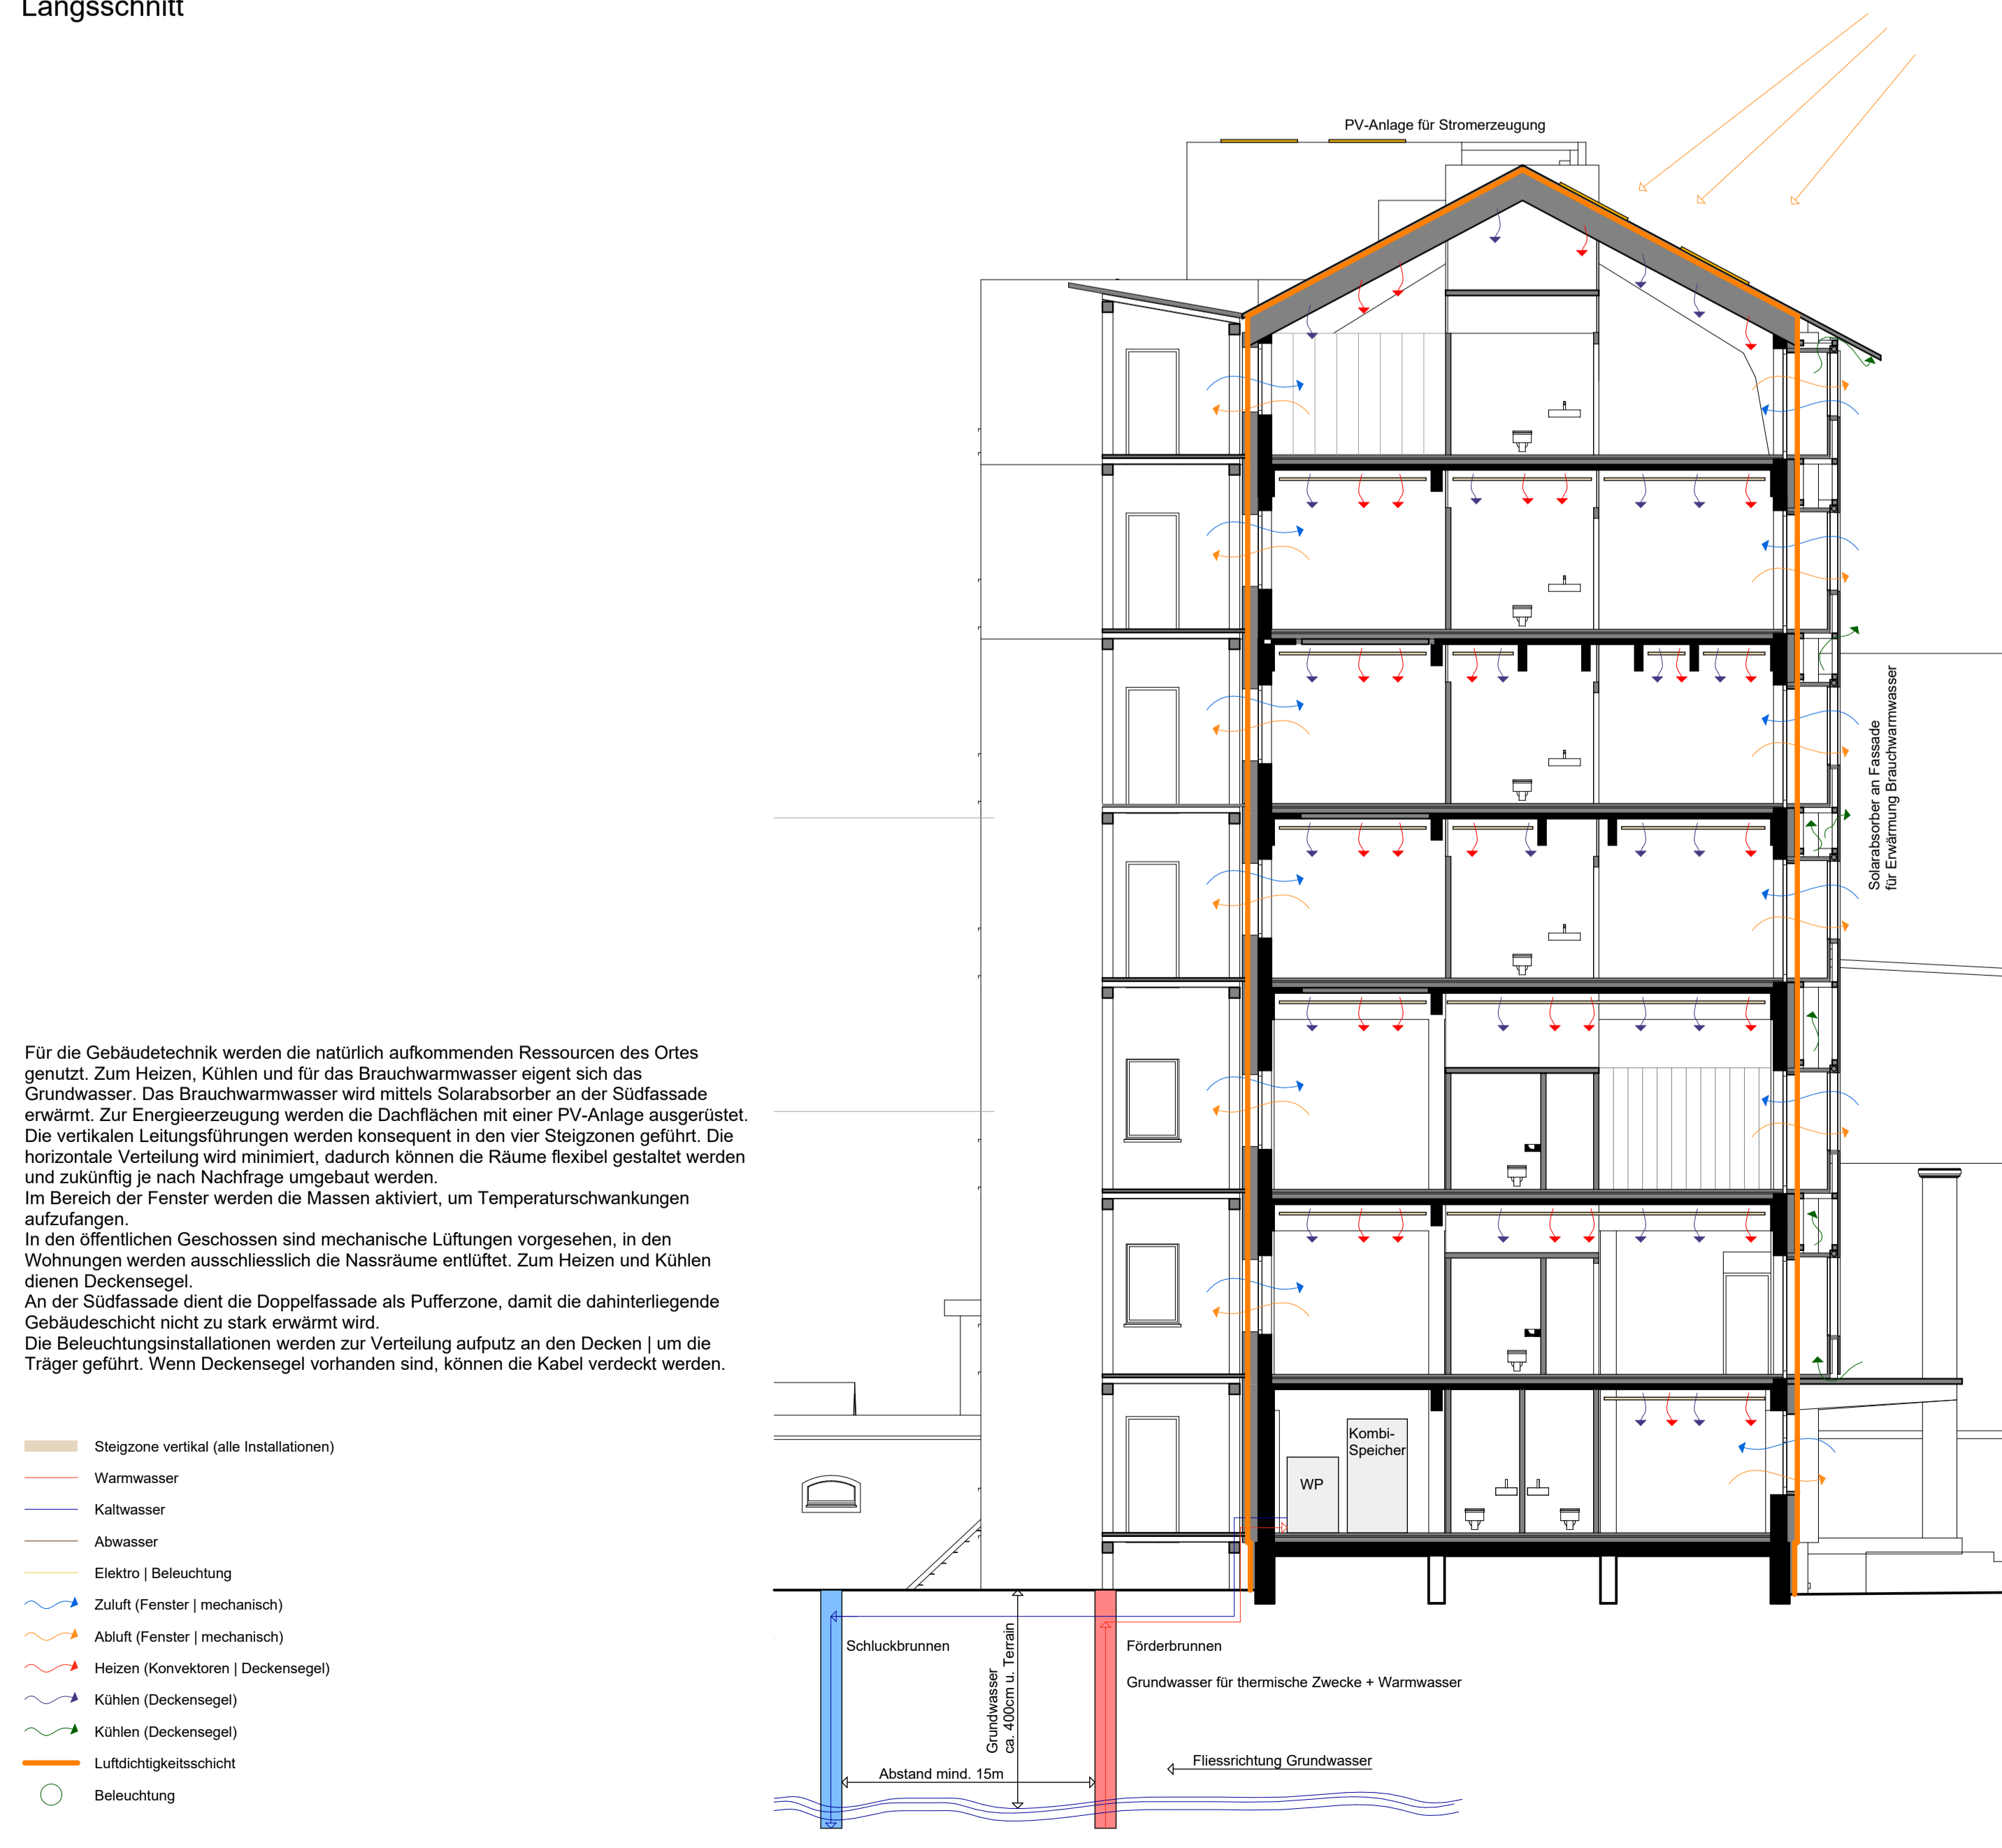 Längsschnitt
PV-Anlage für Stromerzeugung
Solarabsorber an Fassade
für Erwärmung Brauchwarmwasser
Für die Gebäudetechnik werden die natürlich aufkommenden Ressourcen des Ortes
genutzt. Zum Heizen, Kühlen und für das Brauchwarmwasser eigent sich das
Grundwasser. Das Brauchwarmwasser wird mittels Solarabsorber an der Südfassade
erwärmt. Zur Energieerzeugung werden die Dachflächen mit einer PV-Anlage ausgerüstet.
Die vertikalen Leitungsführungen werden konsequent in den vier Steigzonen geführt. Die
horizontale Verteilung wird minimiert, dadurch können die Räume flexibel gestaltet werden
und zukünftig je nach Nachfrage umgebaut werden.
Im Bereich der Fenster werden die Massen aktiviert, um Temperaturschwankungen
aufzufangen.
In den öffentlichen Geschossen sind mechanische Lüftungen vorgesehen, in den
Wohnungen werden ausschliesslich die Nassräume entlüftet. Zum Heizen und Kühlen
dienen Deckensegel.
An der Südfassade dient die Doppelfassade als Pufferzone, damit die dahinterliegende
Gebäudeschicht nicht zu stark erwärmt wird.
Die Beleuchtungsinstallationen werden zur Verteilung aufputz an den Decken | um die
Träger geführt. Wenn Deckensegel vorhanden sind, können die Kabel verdeckt werden.
Steigzone vertikal (alle Installationen)
Warmwasser
Kaltwasser
Abwasser
Elektro | Beleuchtung
Zuluft (Fenster | mechanisch)
Abluft (Fenster | mechanisch)
Heizen (Konvektoren | Deckensegel)
Kühlen (Deckensegel)
Kühlen (Deckensegel)
Luftdichtigkeitsschicht
Beleuchtung
Kombi-
Speicher
WP
Schluckbrunnen
Förderbrunnen
Grundwasser für thermische Zwecke + Warmwasser
Grundwasser
ca. 400cm u. Terrain
Fliessrichtung Grundwasser
Abstand mind. 15m